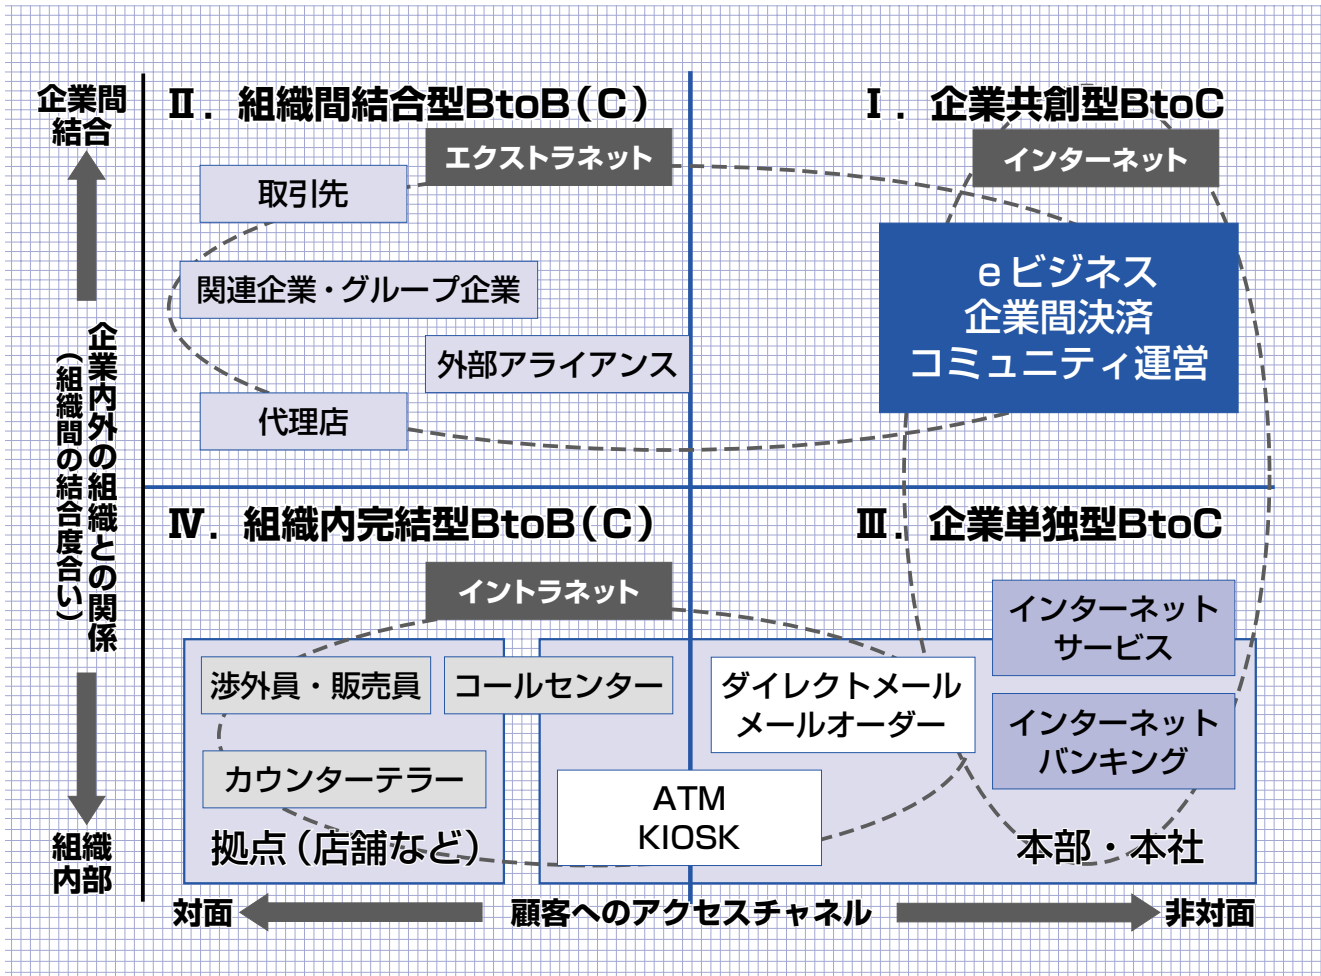 企業間
結合
Ⅱ．組織間結合型BtoB（C）
Ⅰ．企業共創型BtoC
エクストラネット
インターネット
取引先
関連企業・グループ企業
外部アライアンス
代理店
eビジネス
企業間決済
コミュニティ運営
企業内外の組織との関係
（組織間の結合度合い）
Ⅳ．組織内完結型BtoB（C）
Ⅲ．企業単独型BtoC
イントラネット
渉外員・販売員
コールセンター
カウンターテラー
拠点（店舗など）
ダイレクトメール
メールオーダー
ATM
KIOSK
インターネット
サービス
インターネット
バンキング
本部・本社
組織
内部
対面
顧客へのアクセスチャネル
非対面